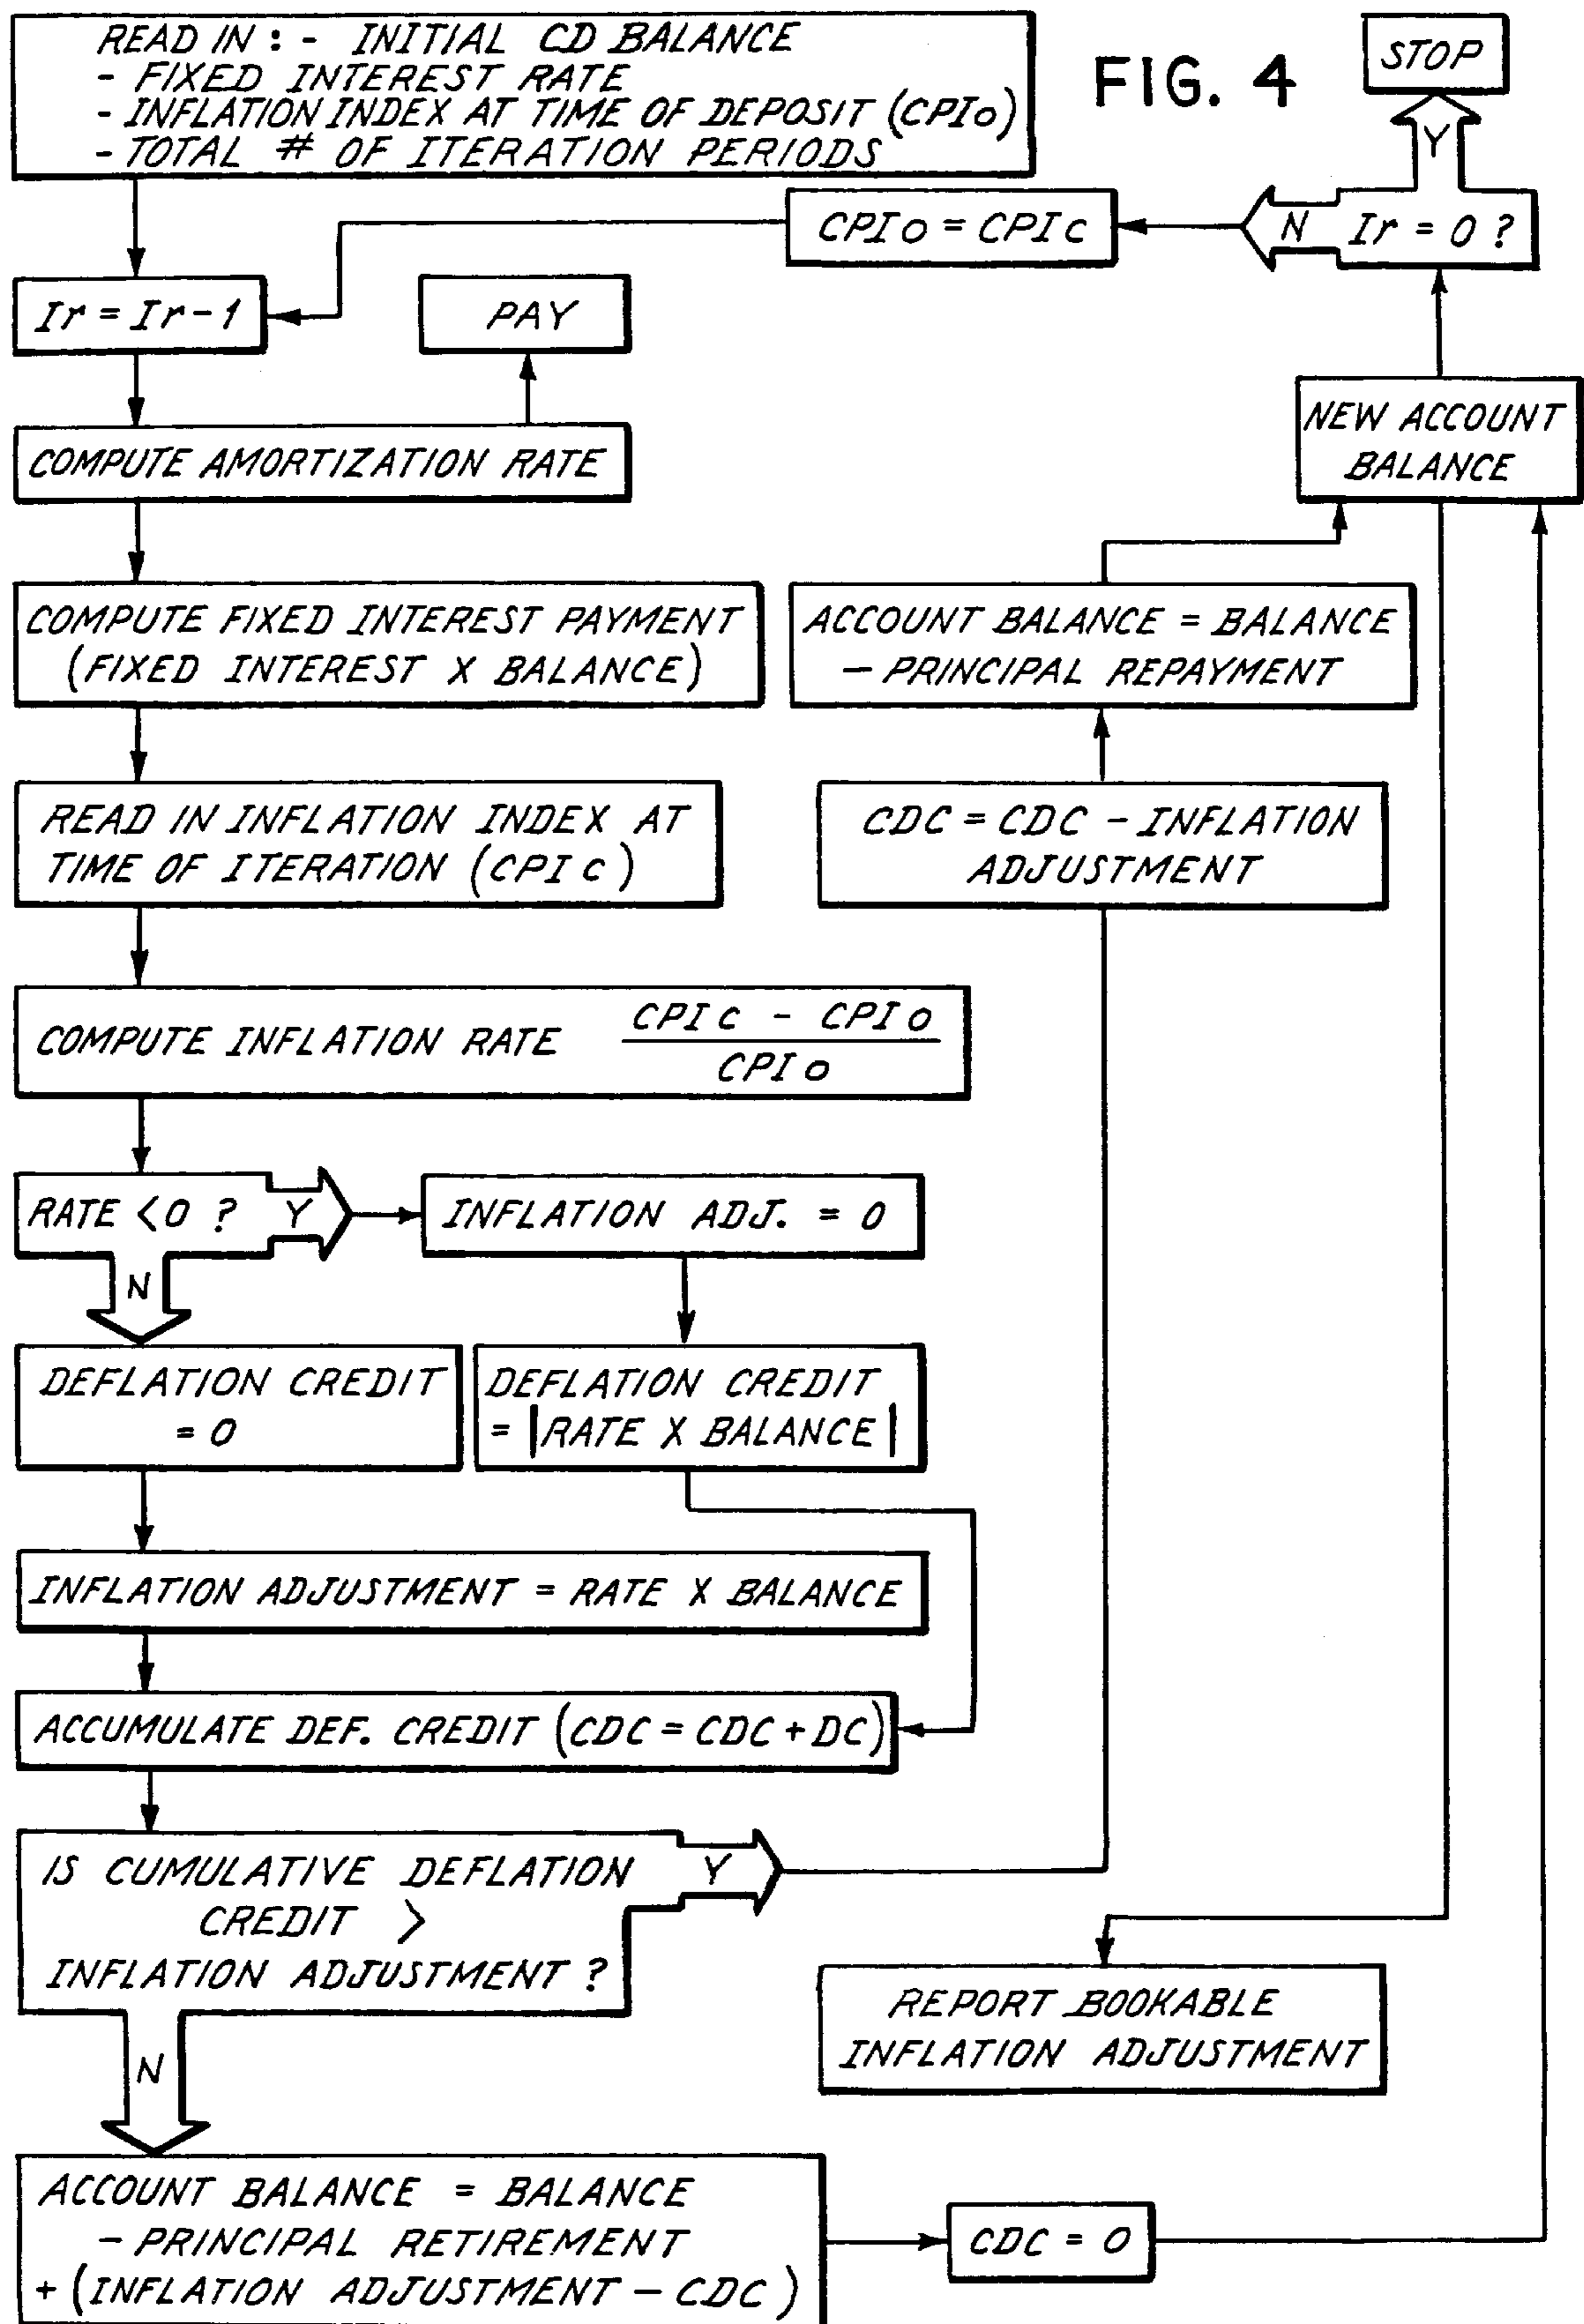 READ IN : - INITIAL CD BALANCE
- FIXED INTEREST RATE
- INFLATION INDEX AT TIME OF DEPOSIT (CPIo)
- TOTAL # OF ITERATION PERIODS
FIG. 4
STOP
Y
Ir = 0 ?
N
CPIo = CPIc
Ir = Ir - 1
PAY
COMPUTE AMORTIZATION RATE
NEW ACCOUNT
BALANCE
COMPUTE FIXED INTEREST PAYMENT
(FIXED INTEREST X BALANCE)
ACCOUNT BALANCE = BALANCE
- PRINCIPAL REPAYMENT
READ IN INFLATION INDEX AT
TIME OF ITERATION (CPIc)
CDC = CDC - INFLATION
ADJUSTMENT
COMPUTE INFLATION RATE
CPIc - CPIo
CPIo
RATE < 0 ?
Y
INFLATION ADJ. = 0
N
DEFLATION CREDIT
= 0
DEFLATION CREDIT
= |RATE X BALANCE|
INFLATION ADJUSTMENT = RATE X BALANCE
ACCUMULATE DEF. CREDIT (CDC = CDC + DC)
IS CUMULATIVE DEFLATION
CREDIT >
INFLATION ADJUSTMENT ?
Y
N
REPORT BOOKABLE
INFLATION ADJUSTMENT
ACCOUNT BALANCE = BALANCE
- PRINCIPAL RETIREMENT
+ (INFLATION ADJUSTMENT - CDC)
CDC = 0